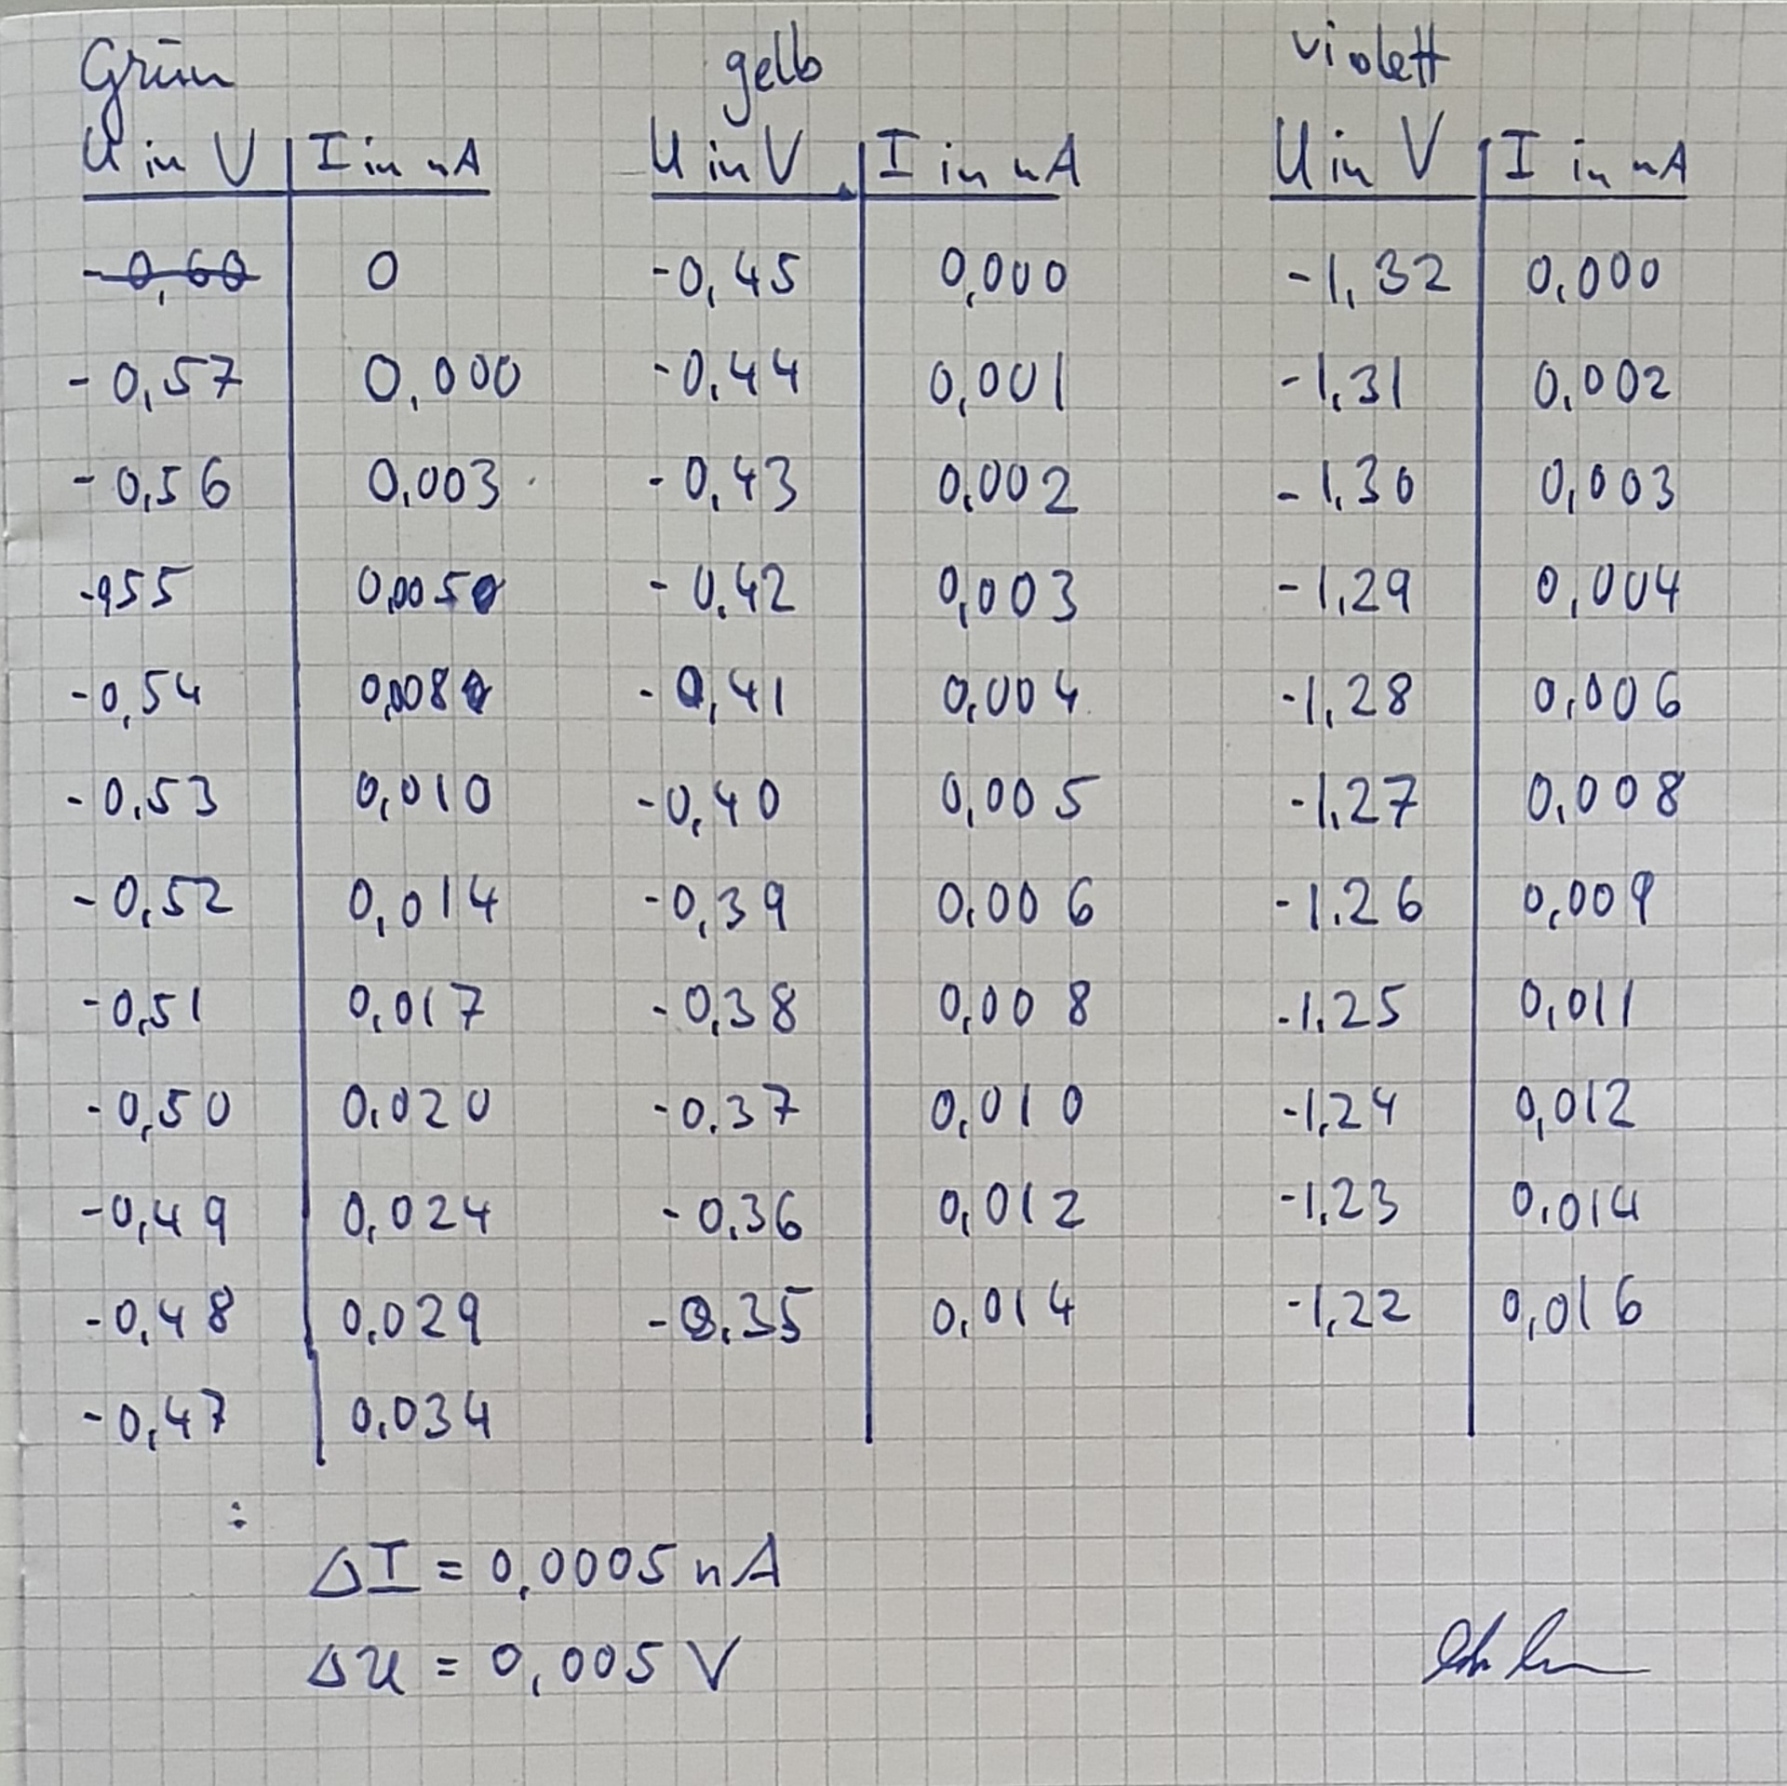 Grün gelb violett
U in V I in nA U in V I in nA U in V I in nA
-0,60 0 -0,45 0,000 -1,32 0,000
-0,57 0,000 -0,44 0,001 -1,31 0,002
-0,56 0,003 -0,43 0,002 -1,30 0,003
-0,55 0,005 -0,42 0,003 -1,29 0,004
-0,54 0,008 -0,41 0,004 -1,28 0,006
-0,53 0,010 -0,40 0,005 -1,27 0,008
-0,52 0,014 -0,39 0,006 -1,26 0,009
-0,51 0,017 -0,38 0,008 -1,25 0,011
-0,50 0,020 -0,37 0,010 -1,24 0,012
-0,49 0,024 -0,36 0,012 -1,23 0,014
-0,48 0,029 -0,35 0,014 -1,22 0,016
-0,47 0,034
:
ΔI = 0,0005 nA
ΔU = 0,005 V